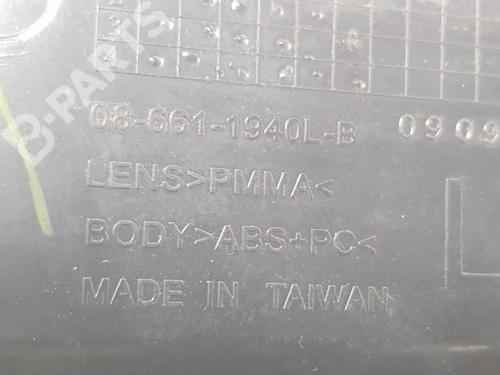 B-PARTS
08-661-1940L-B 0909
LENS>PMMA<
BODY>ABS+PC< L
MADE IN TAIWAN